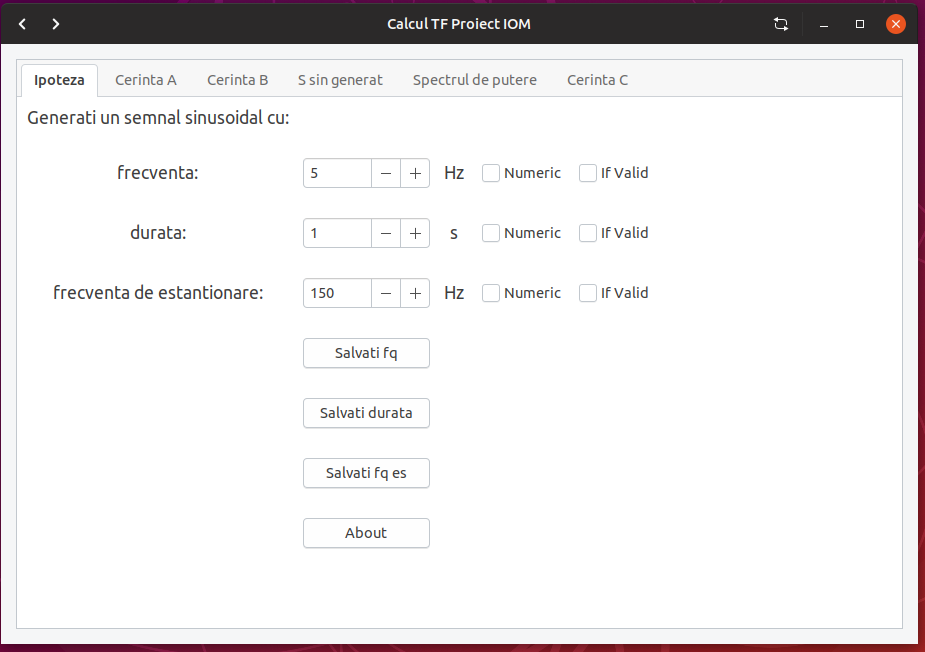 Calcul TF Proiect IOM
Ipoteza Cerinta A Cerinta B S sin generat Spectrul de putere Cerinta C
Generati un semnal sinusoidal cu:
frecventa: 5 Hz Numeric If Valid
durata: 1 s Numeric If Valid
frecventa de estantionare: 150 Hz Numeric If Valid
Salvati fq
Salvati durata
Salvati fq es
About